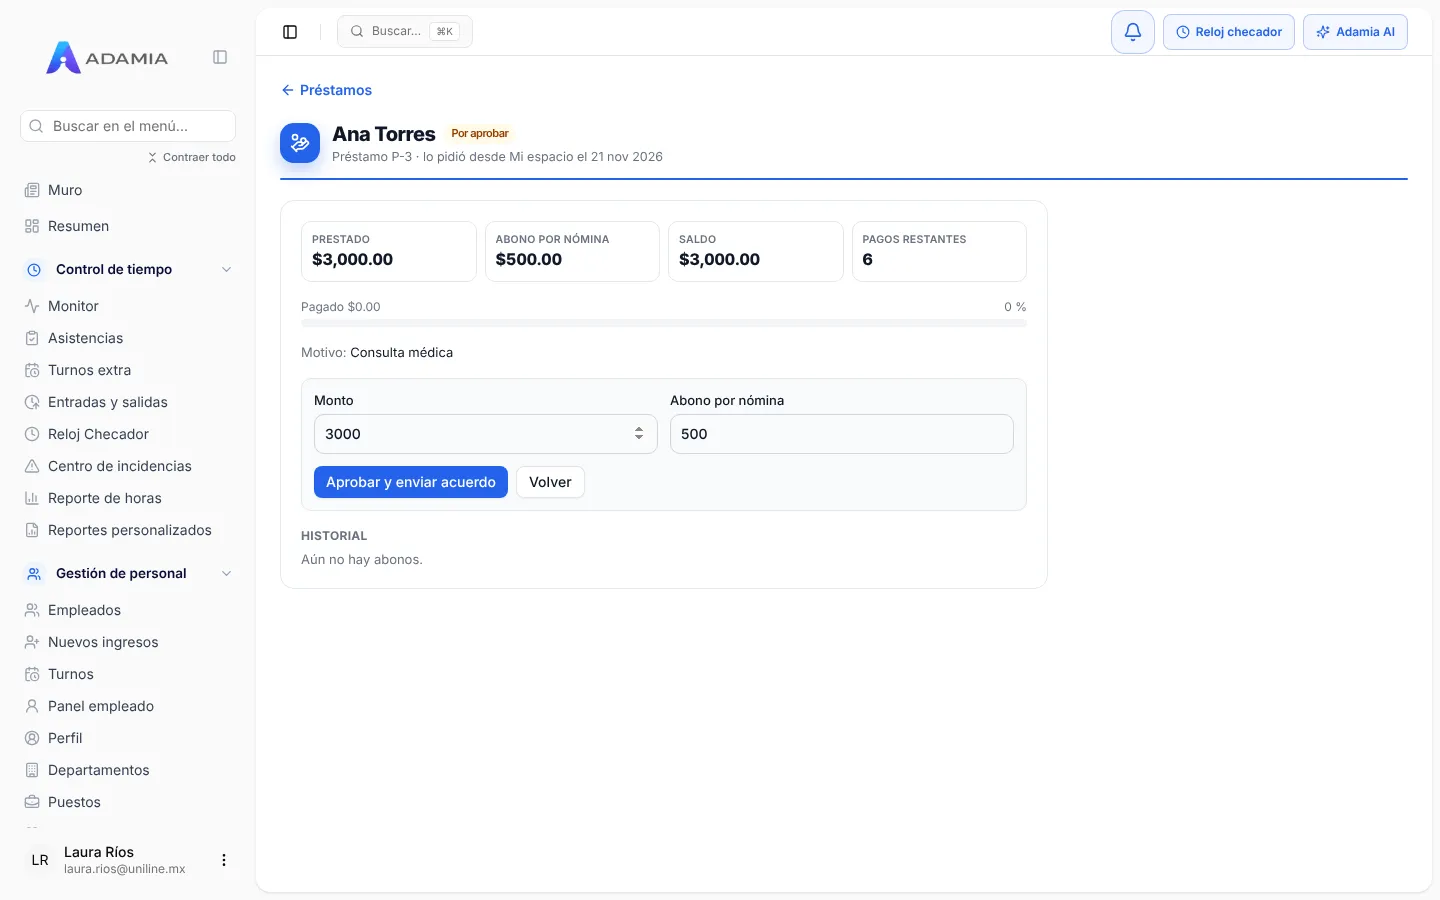 ADAMIA
Buscar en el menú...
Contraer todo
Muro
Resumen
Control de tiempo
Monitor
Asistencias
Turnos extra
Entradas y salidas
Reloj Checador
Centro de incidencias
Reporte de horas
Reportes personalizados
Gestión de personal
Empleados
Nuevos ingresos
Turnos
Panel empleado
Perfil
Departamentos
Puestos
LR
Laura Ríos
laura.rios@uniline.mx
Buscar... ⌘K
Reloj checador
Adamia AI
← Préstamos
Ana Torres Por aprobar
Préstamo P-3 · lo pidió desde Mi espacio el 21 nov 2026
PRESTADO
$3,000.00
ABONO POR NÓMINA
$500.00
SALDO
$3,000.00
PAGOS RESTANTES
6
Pagado $0.00 0 %
Motivo: Consulta médica
Monto
3000
Abono por nómina
500
Aprobar y enviar acuerdo
Volver
HISTORIAL
Aún no hay abonos.